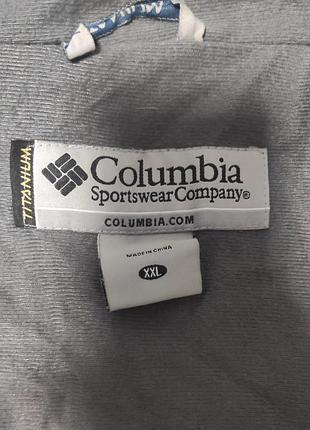 TITANIUM
Columbia
Sportswear Company®
COLUMBIA.COM
MADE IN CHINA
XXL